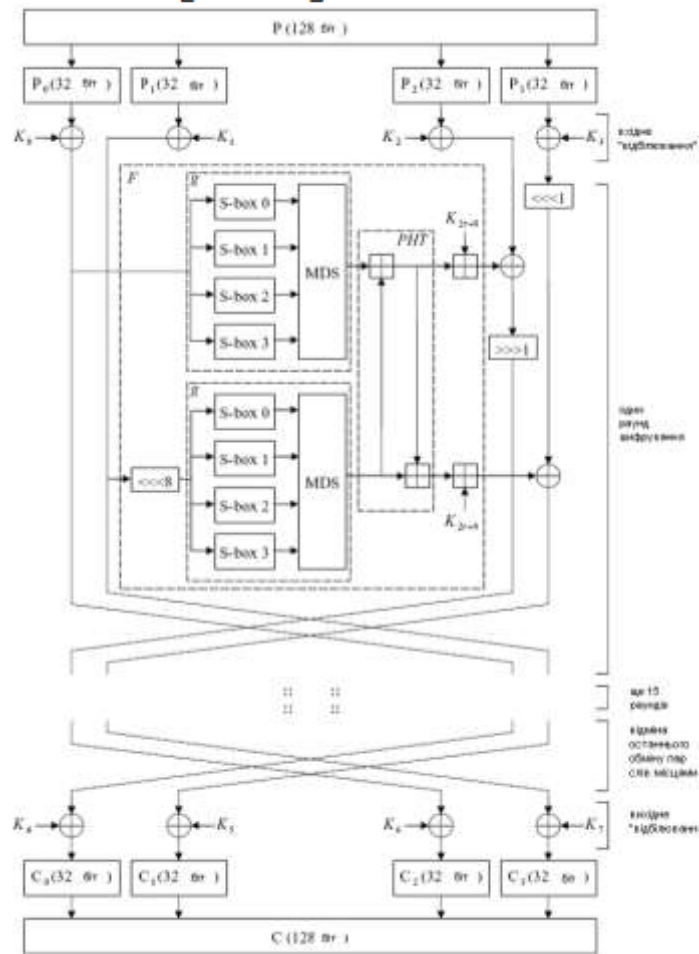 P (128 біт )
P₀(32 біт ) P₁(32 біт ) P₂(32 біт ) P₃(32 біт )
K₀ K₁ K₂ K₃
вхідне
"відбілювання"
F
g
<<<1
S-box 0
S-box 1
S-box 2
S-box 3
MDS
PHT
K₂ᵣ₊₈
>>>1
один
раунд
шифрування
g
<<<8
S-box 0
S-box 1
S-box 2
S-box 3
MDS
ще 15
раундів
відміна
останнього
обміну пар
слів місцями
K₄ K₅ K₆ K₇
вихідне
"відбілюванн
C₀(32 біт ) C₁(32 біт ) C₂(32 біт ) C₃(32 біт )
C (128 біт )